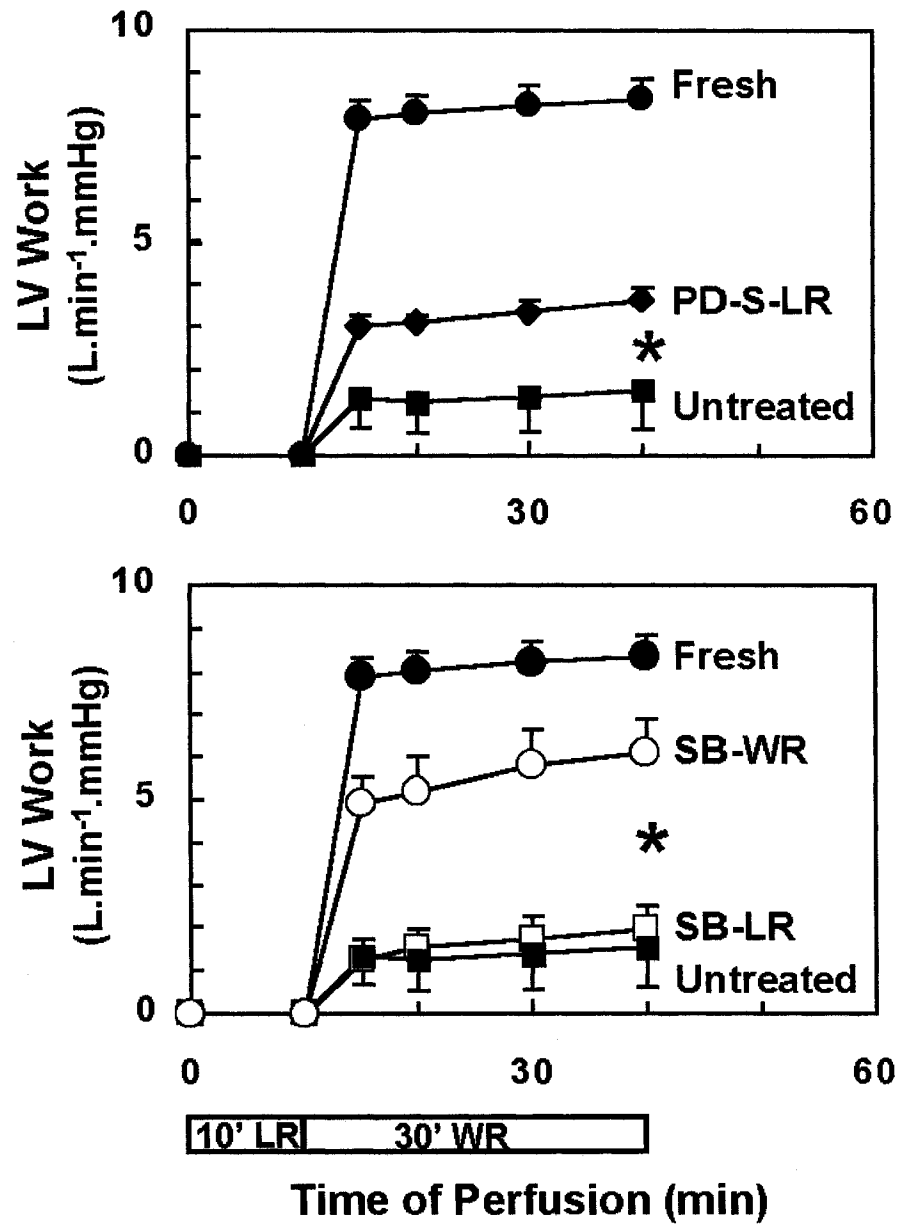 10
Fresh
LV Work
(L.min-1.mmHg)
5
PD-S-LR
*
Untreated
0
0 30 60
10
Fresh
SB-WR
LV Work
(L.min-1.mmHg)
5
*
SB-LR
Untreated
0
0 30 60
10' LR 30' WR
Time of Perfusion (min)